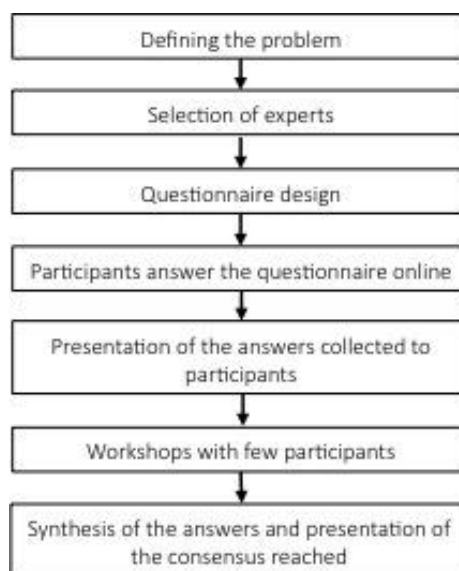 Defining the problem
Selection of experts
Questionnaire design
Participants answer the questionnaire online
Presentation of the answers collected to
participants
Workshops with few participants
Synthesis of the answers and presentation of
the consensus reached